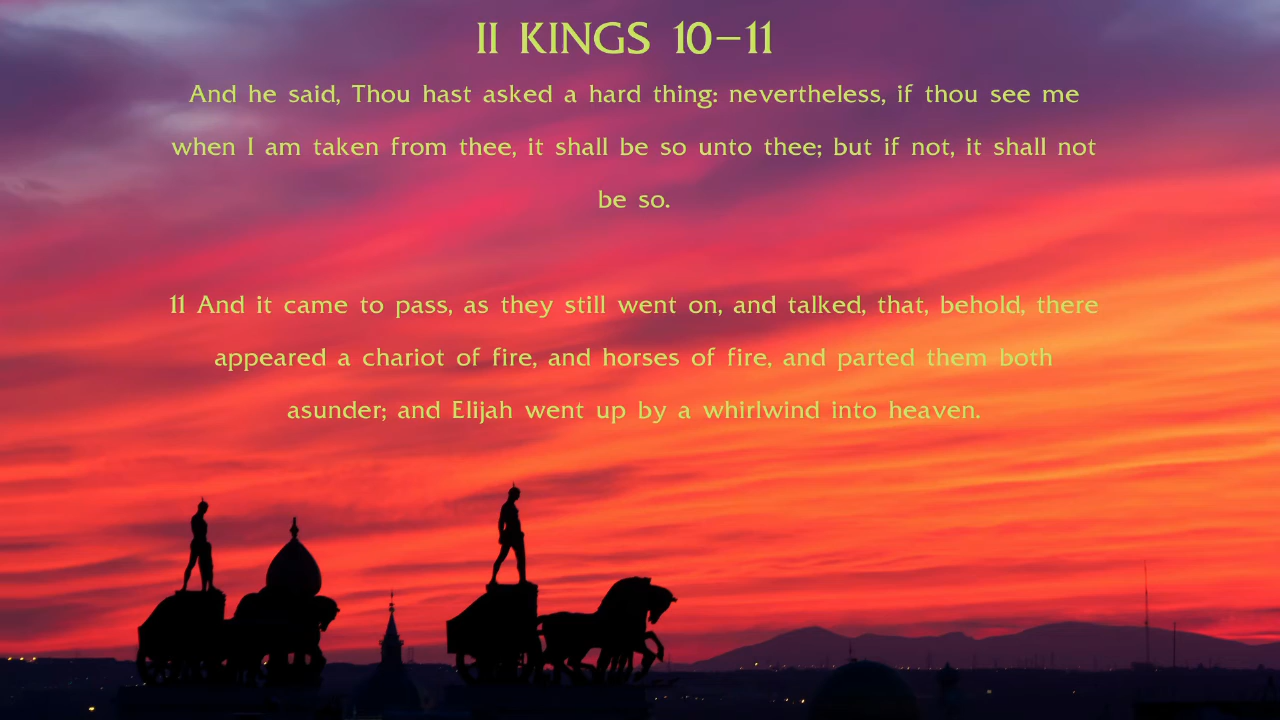 II KINGS 10–11
And he said, Thou hast asked a hard thing: nevertheless, if thou see me
when I am taken from thee, it shall be so unto thee; but if not, it shall not
be so.
11 And it came to pass, as they still went on, and talked, that, behold, there
appeared a chariot of fire, and horses of fire, and parted them both
asunder; and Elijah went up by a whirlwind into heaven.